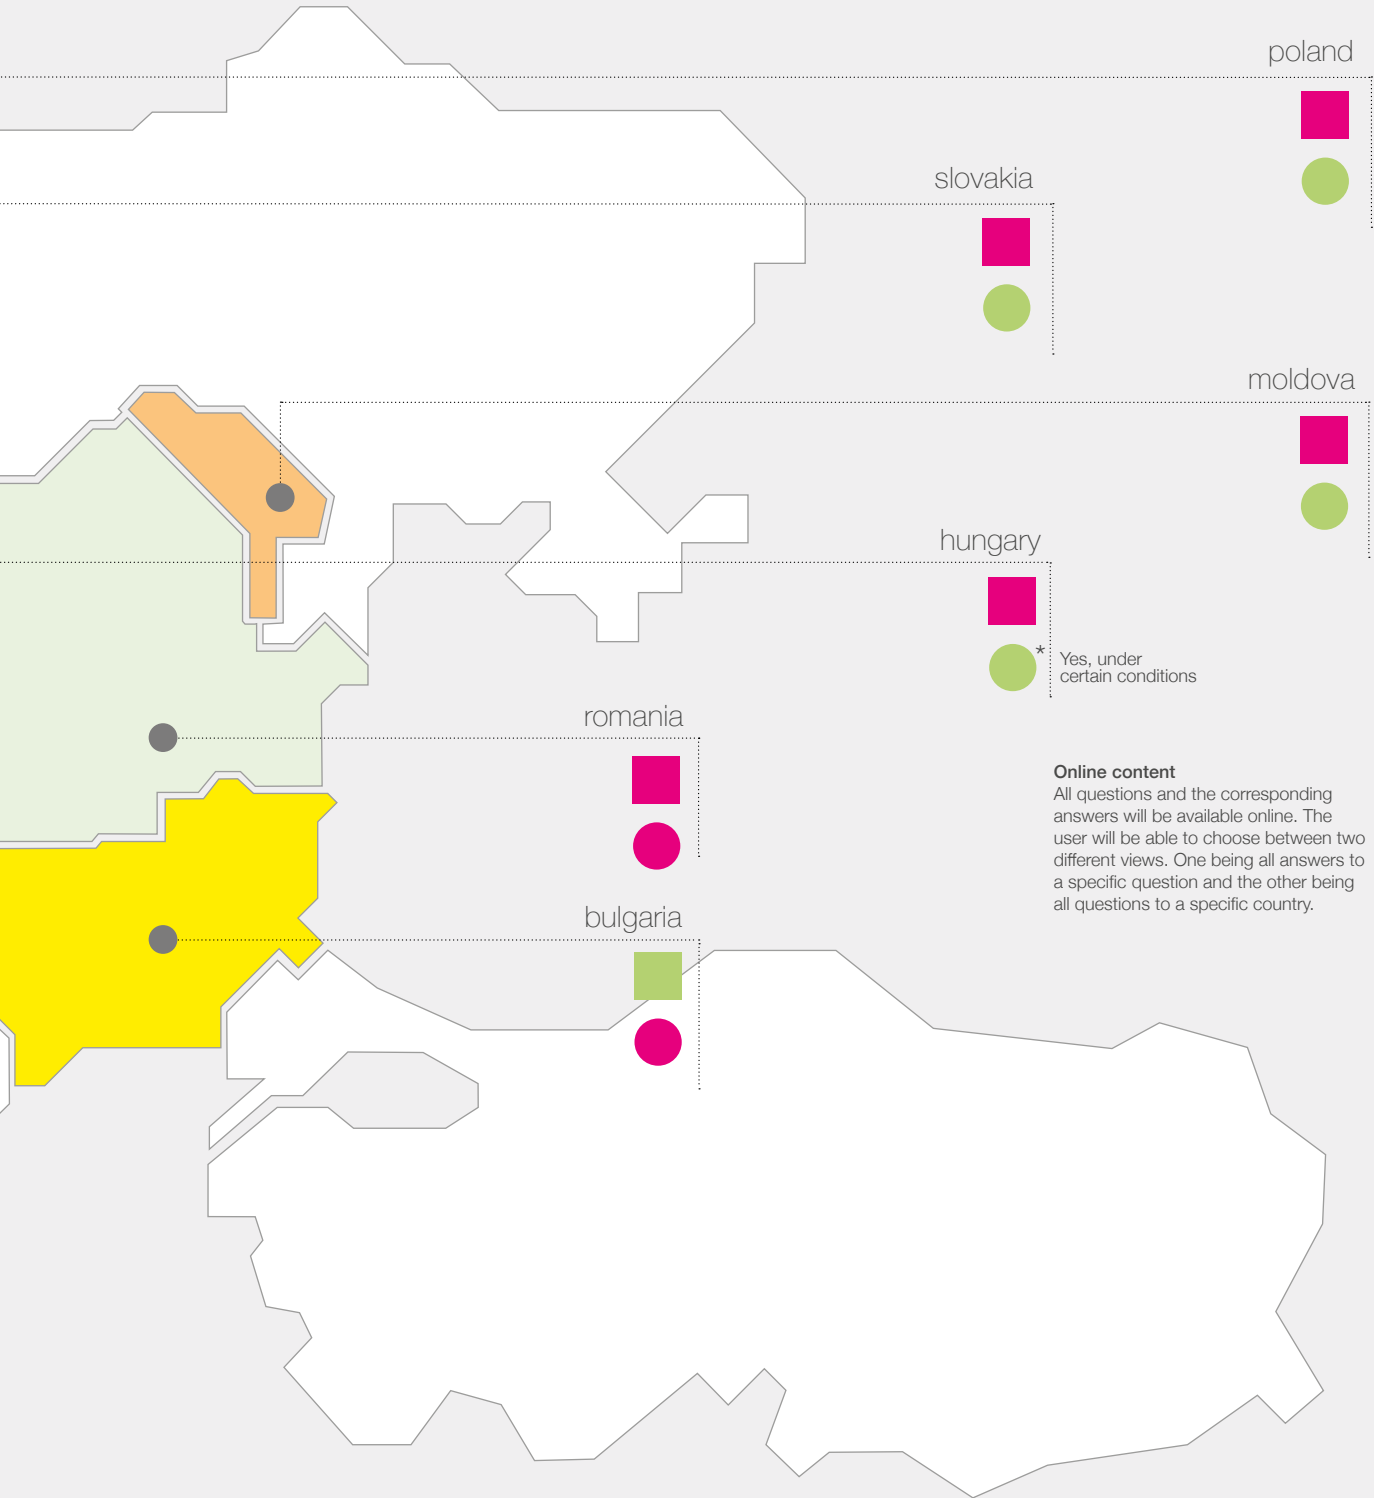 poland
slovakia
moldova
hungary
*
Yes, under
certain conditions
romania
Online content
All questions and the corresponding
answers will be available online. The
user will be able to choose between two
different views. One being all answers to
a specific question and the other being
all questions to a specific country.
bulgaria